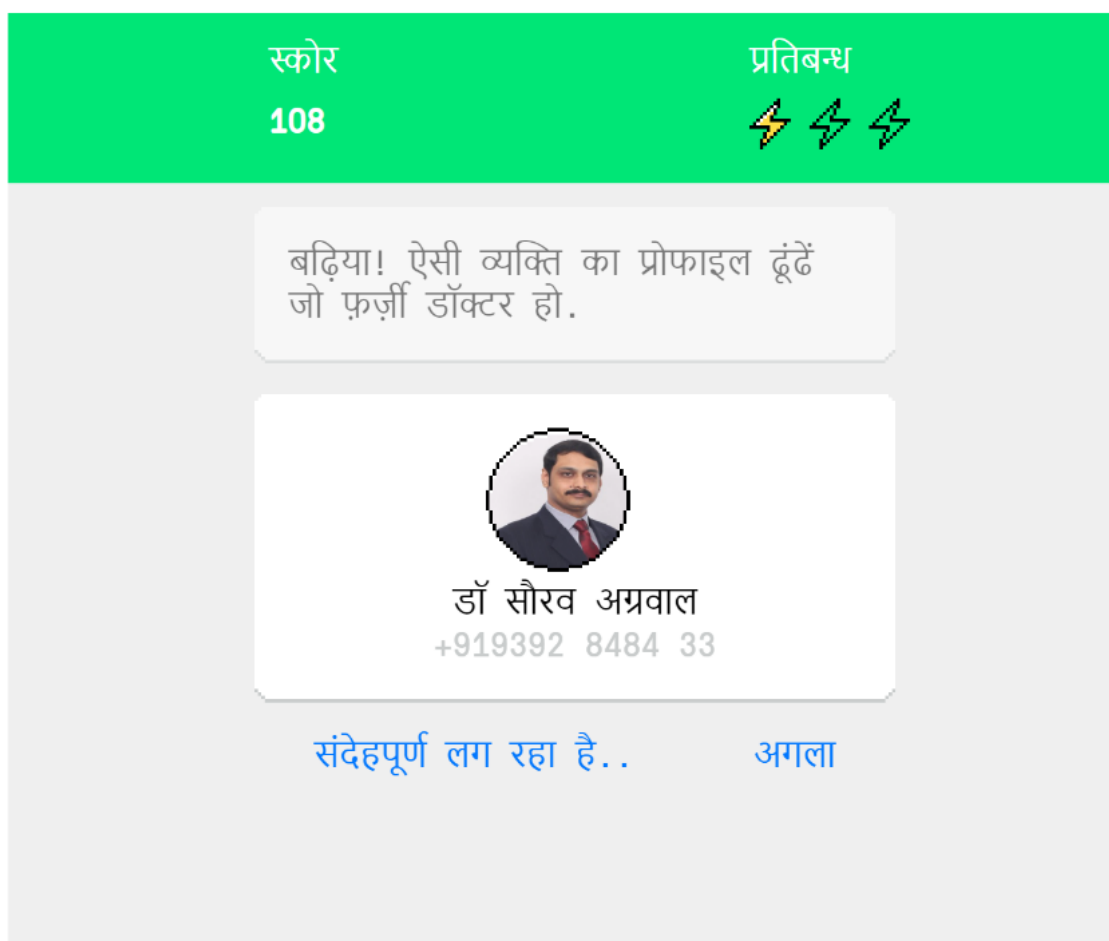 स्कोर
प्रतिबन्ध
108
बढ़िया! ऐसी व्यक्ति का प्रोफाइल ढूंढें
जो फ़र्ज़ी डॉक्टर हो.
डॉ सौरव अग्रवाल
+919392 8484 33
संदेहपूर्ण लग रहा है..
अगला